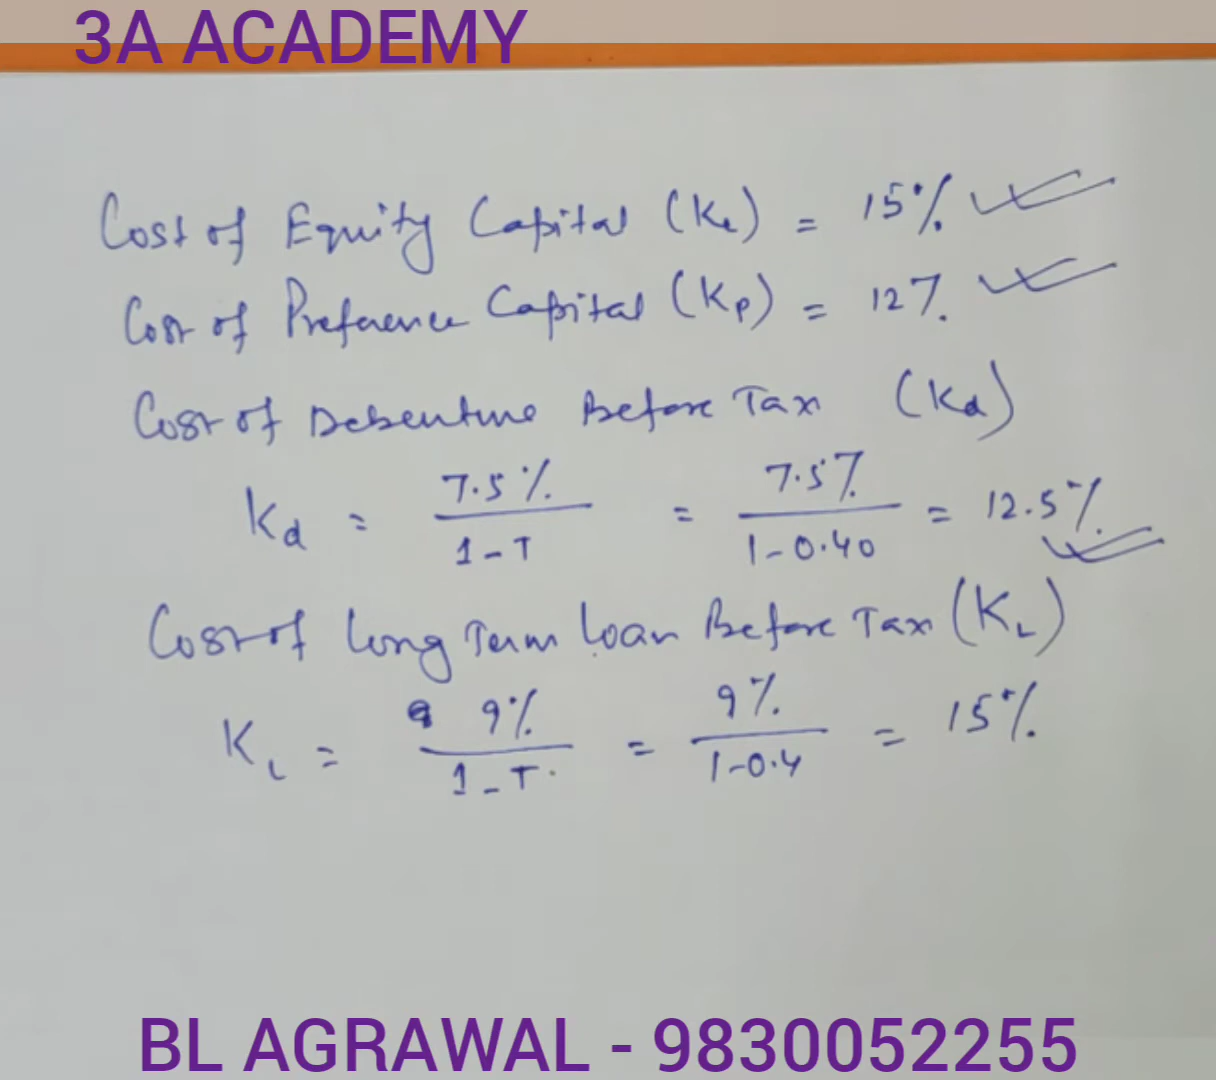 3A ACADEMY
Cost of Equity Capital (Ke) = 15%
Cost of Preference Capital (Kp) = 12%
Cost of Debenture Before Tax (Kd)
Kd = 7.5% / 1-T = 7.5% / 1-0.40 = 12.5%
Cost of Long Term Loan Before Tax (KL)
KL = 9% / 1-T = 9% / 1-0.4 = 15%
BL AGRAWAL - 9830052255